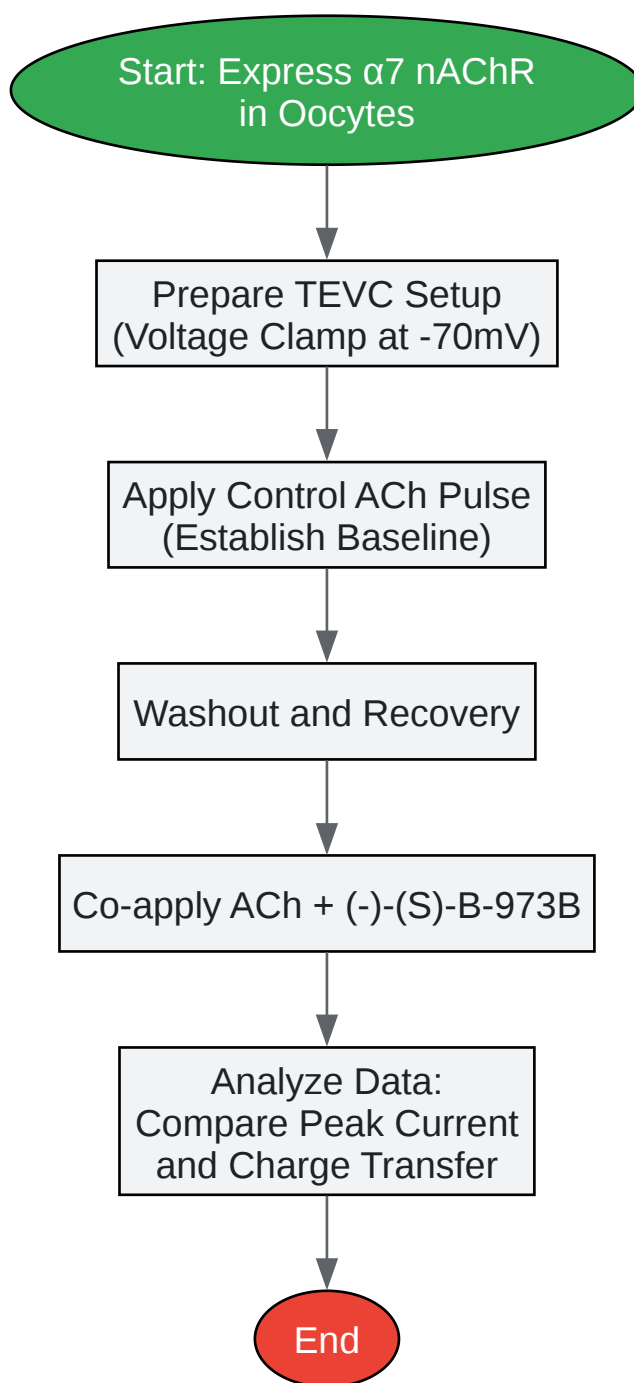 Start: Express α7 nAChR
in Oocytes
Prepare TEVC Setup
(Voltage Clamp at -70mV)
Apply Control ACh Pulse
(Establish Baseline)
Washout and Recovery
Co-apply ACh + (-)-(S)-B-973B
Analyze Data:
Compare Peak Current
and Charge Transfer
End